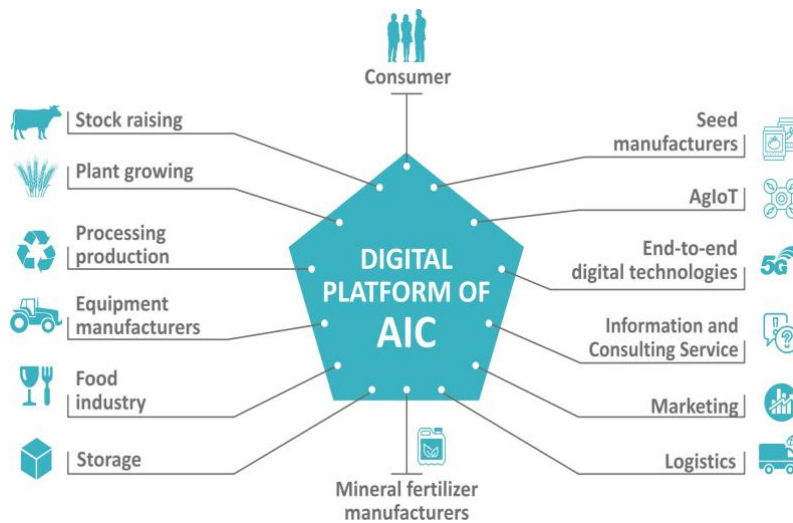 Consumer
Stock raising
Plant growing
Processing
production
Equipment
manufacturers
Food
industry
Storage
DIGITAL
PLATFORM OF
AIC
Seed
manufacturers
AgIoT
End-to-end
digital technologies
5G
Information and
Consulting Service
Marketing
Logistics
Mineral fertilizer
manufacturers